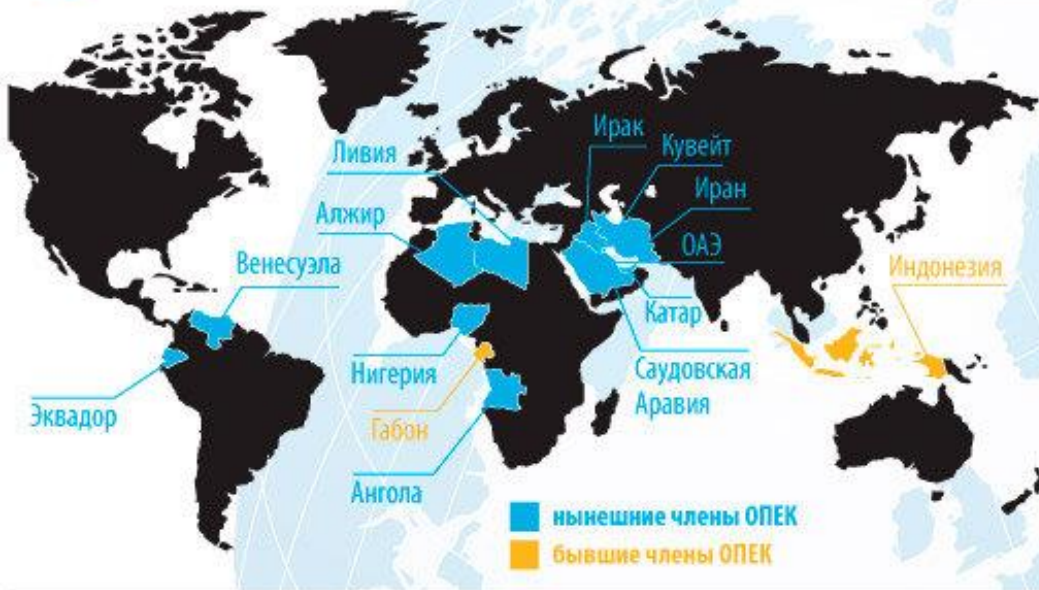 Ирак
Кувейт
Ливия
Иран
Алжир
ОАЭ
Венесуэла
Индонезия
Катар
Нигерия
Саудовская
Аравия
Эквадор
Габон
Ангола
нынешние члены ОПЕК
бывшие члены ОПЕК